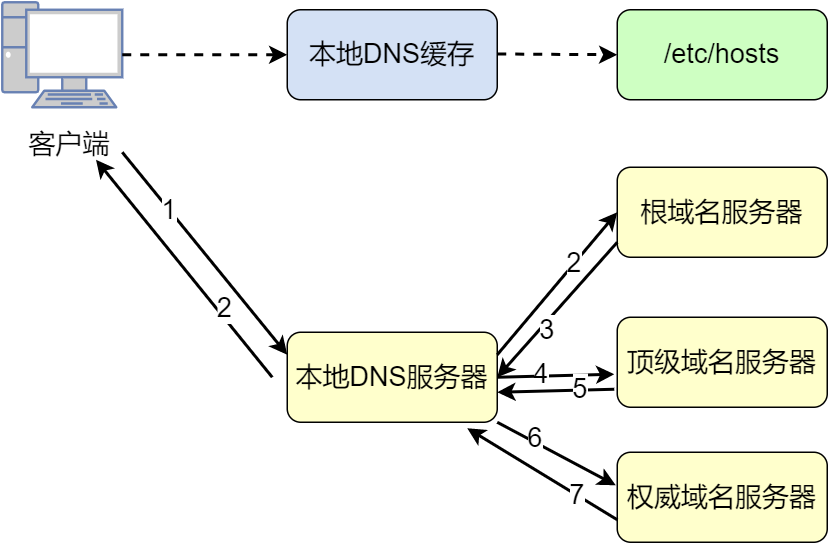 本地DNS缓存
/etc/hosts
客户端
1
2
根域名服务器
2
3
本地DNS服务器
4
5
顶级域名服务器
6
7
权威域名服务器